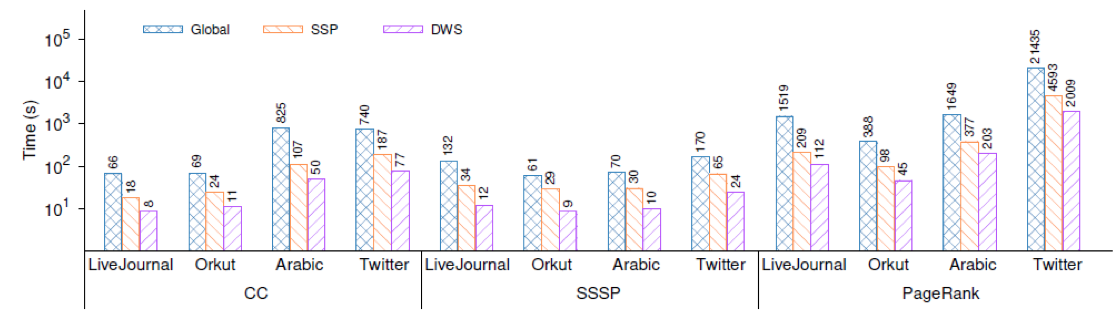 Time (s)
10^5
10^4
10^3
10^2
10^1
Global SSP DWS
66 18 8 69 24 11 825 107 50 740 187 77 132 34 12 61 29 9 70 30 10 170 65 24 1519 209 112 388 98 45 1649 377 203 21435 4593 2009
LiveJournal Orkut Arabic Twitter LiveJournal Orkut Arabic Twitter LiveJournal Orkut Arabic Twitter
CC SSSP PageRank